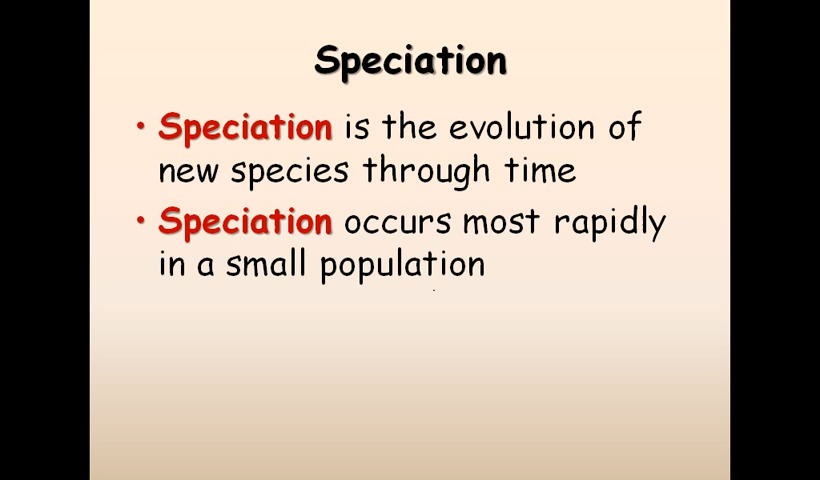 Speciation
• Speciation is the evolution of
new species through time
• Speciation occurs most rapidly
in a small population